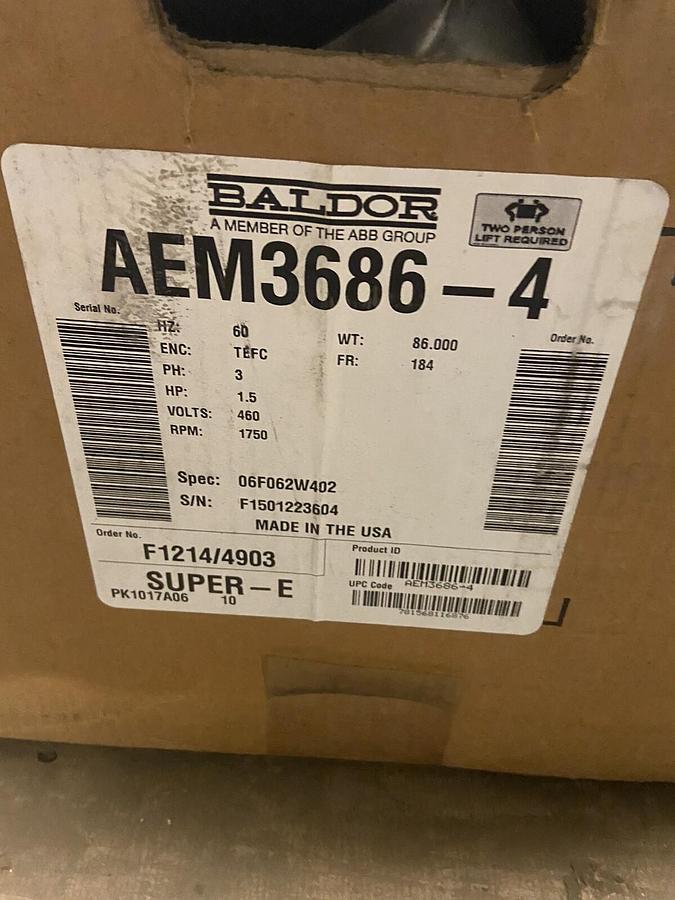 BALDOR
A MEMBER OF THE ABB GROUP
TWO PERSON
LIFT REQUIRED
AEM3686-4
Serial No:
Order No.
HZ: 60
ENC: TEFC
PH: 3
HP: 1.5
VOLTS: 460
RPM: 1750
WT: 86.000
FR: 184
Spec: 06F062W402
S/N: F1501223604
MADE IN THE USA
Order No.
F1214/4903
SUPER-E
PK1017A06 10
Product ID
AEM3686-4
UPC Code
781568116876